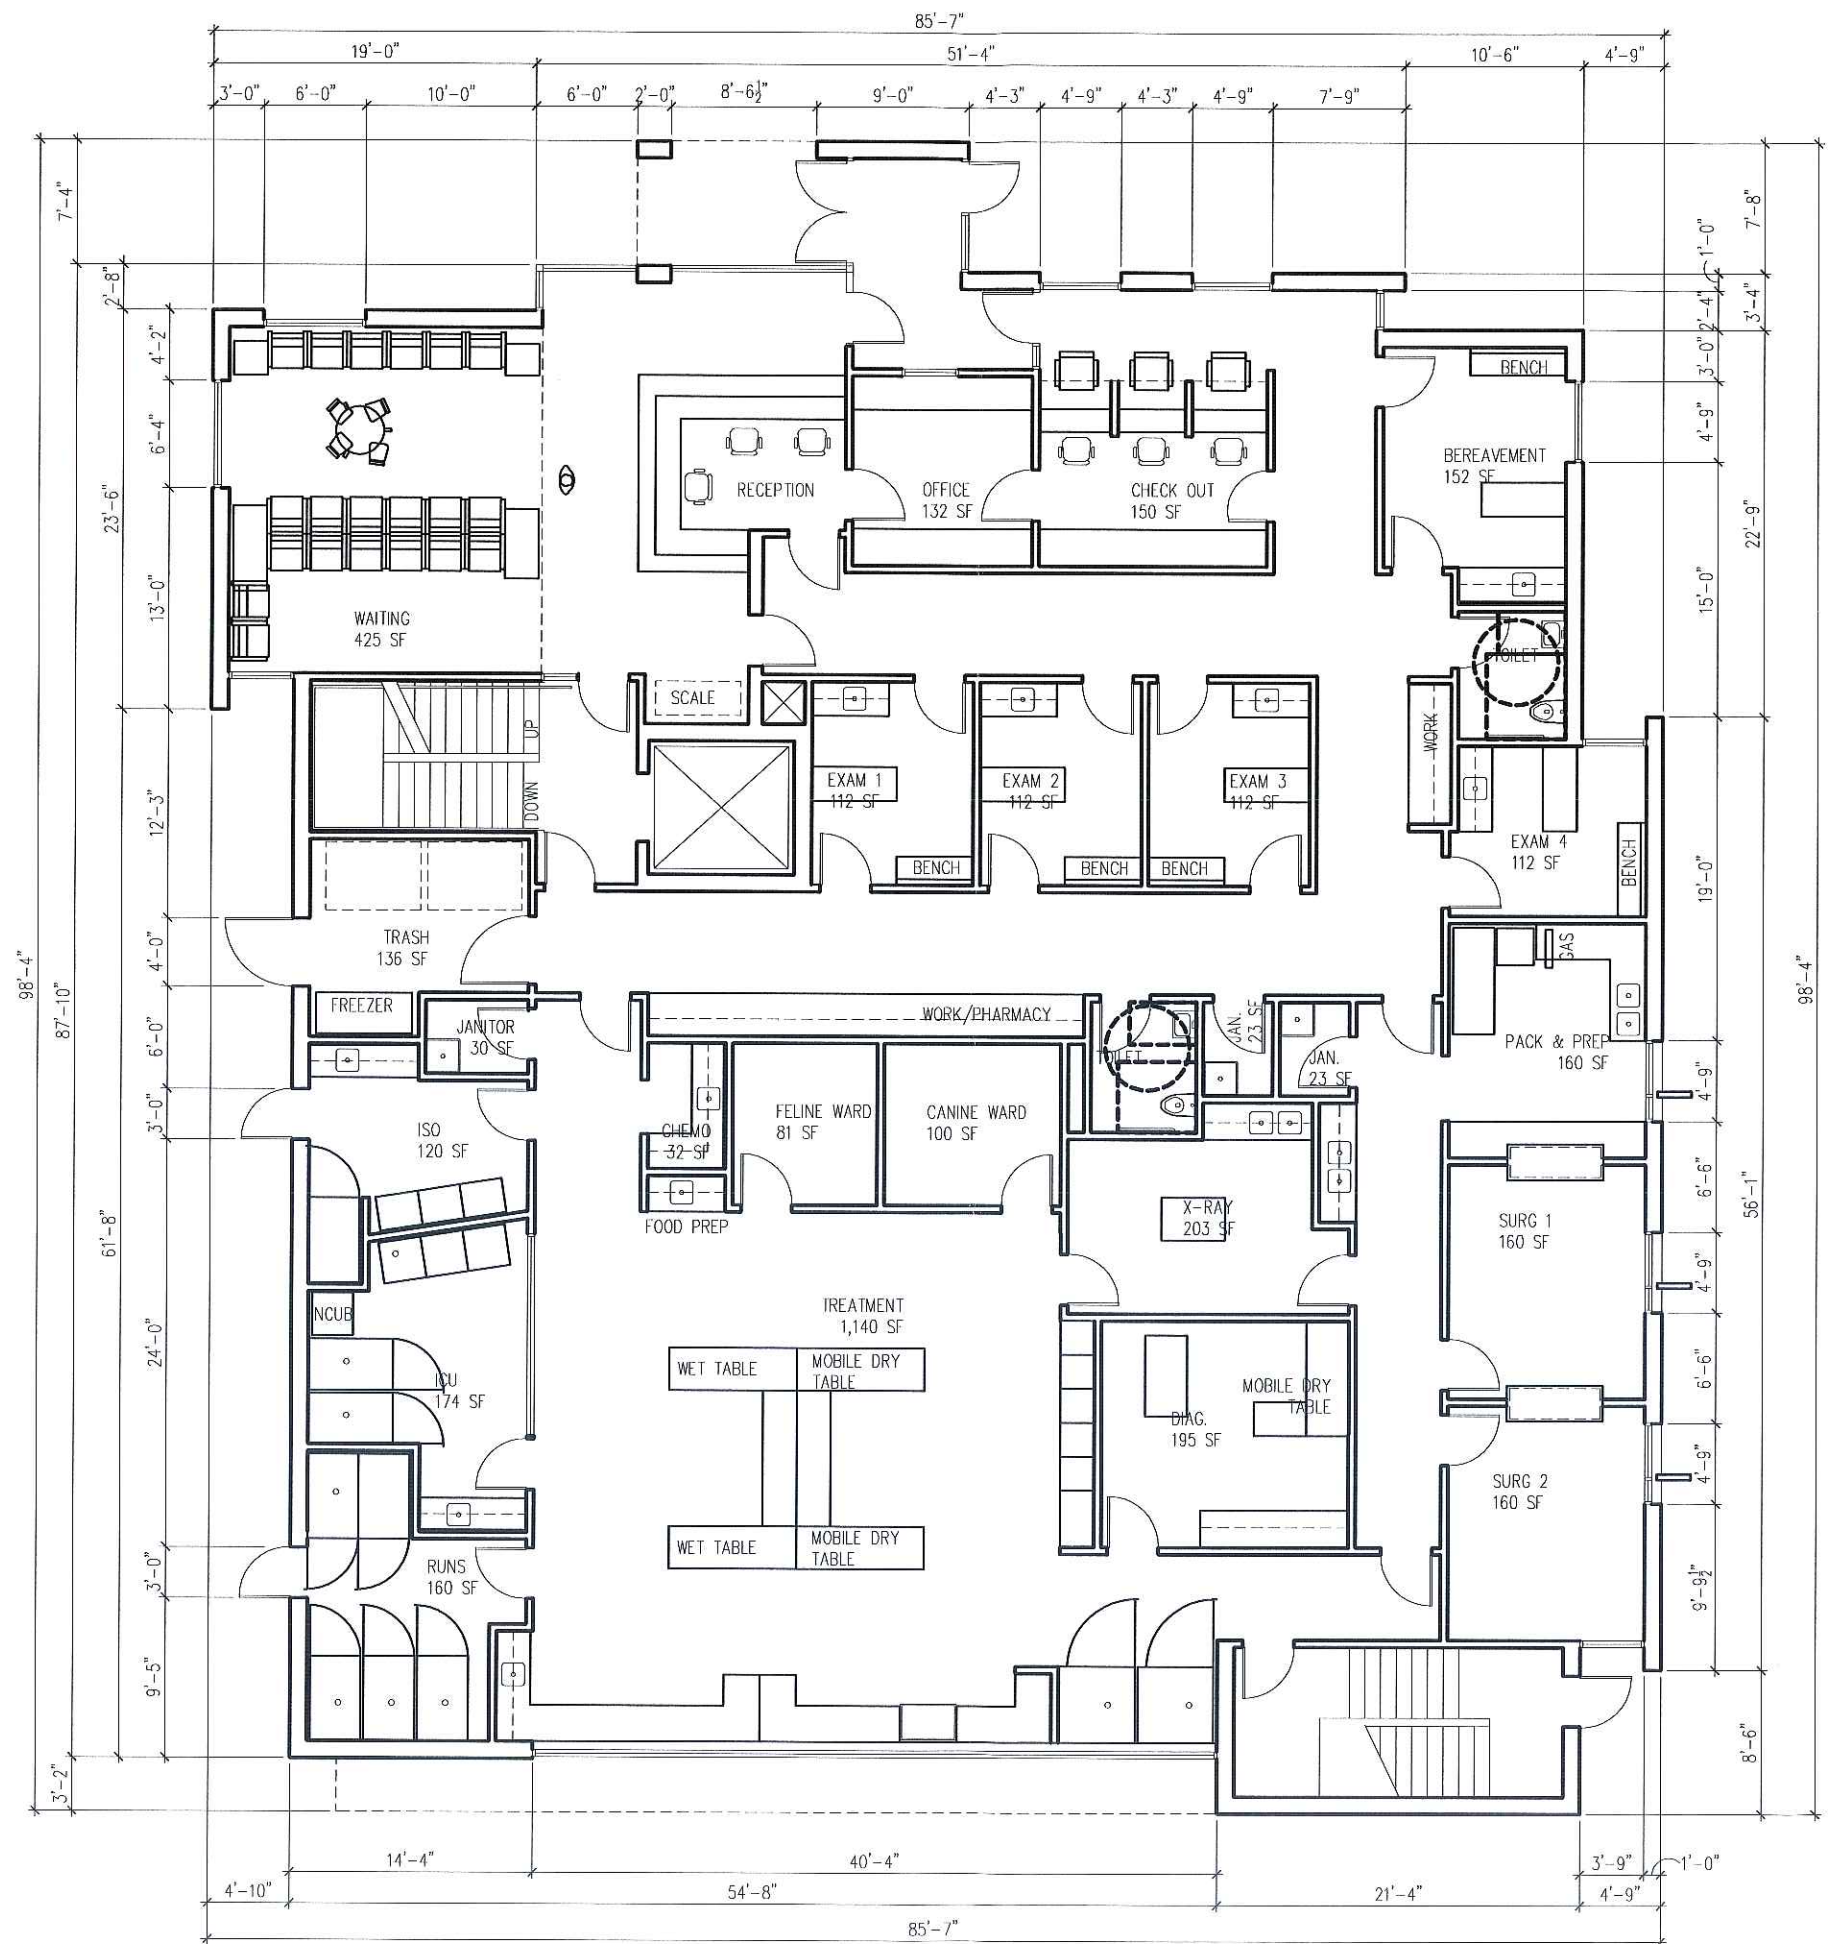 85'-7"
19'-0"
51'-4"
10'-6"
4'-9"
3'-0"
6'-0"
10'-0"
6'-0"
2'-0"
8'-6½"
9'-0"
4'-3"
4'-9"
4'-3"
4'-9"
7'-9"
7'-4"
7'-8"
1'-0"
2'-8"
2'-4"
3'-4"
4'-2"
3'-0"
BENCH
6'-4"
4'-9"
BEREAVEMENT
152 SF
23'-6"
RECEPTION
OFFICE
132 SF
CHECK OUT
150 SF
22'-9"
13'-0"
15'-0"
WAITING
425 SF
TOILET
SCALE
UP
DOWN
WORK
EXAM 1
112 SF
EXAM 2
112 SF
EXAM 3
112 SF
12'-3"
EXAM 4
112 SF
BENCH
BENCH
BENCH
BENCH
19'-0"
TRASH
136 SF
GAS
4'-0"
98'-4"
87'-10"
98'-4"
FREEZER
WORK/PHARMACY
JANITOR
30 SF
JAN.
23 SF
6'-0"
TOILET
JAN.
23 SF
PACK & PREP
160 SF
4'-9"
3'-0"
ISO
120 SF
CHEMO
32 SF
FELINE WARD
81 SF
CANINE WARD
100 SF
6'-6"
X-RAY
203 SF
SURG 1
160 SF
56'-1"
FOOD PREP
61'-8"
4'-9"
NCUB
TREATMENT
1,140 SF
24'-0"
WET TABLE
MOBILE DRY
TABLE
6'-6"
ICU
174 SF
MOBILE DRY
TABLE
DIAG.
195 SF
4'-9"
SURG 2
160 SF
WET TABLE
MOBILE DRY
TABLE
RUNS
160 SF
3'-0"
9'-9½"
9'-5"
8'-6"
3'-2"
14'-4"
40'-4"
3'-9"
1'-0"
4'-10"
54'-8"
21'-4"
4'-9"
85'-7"